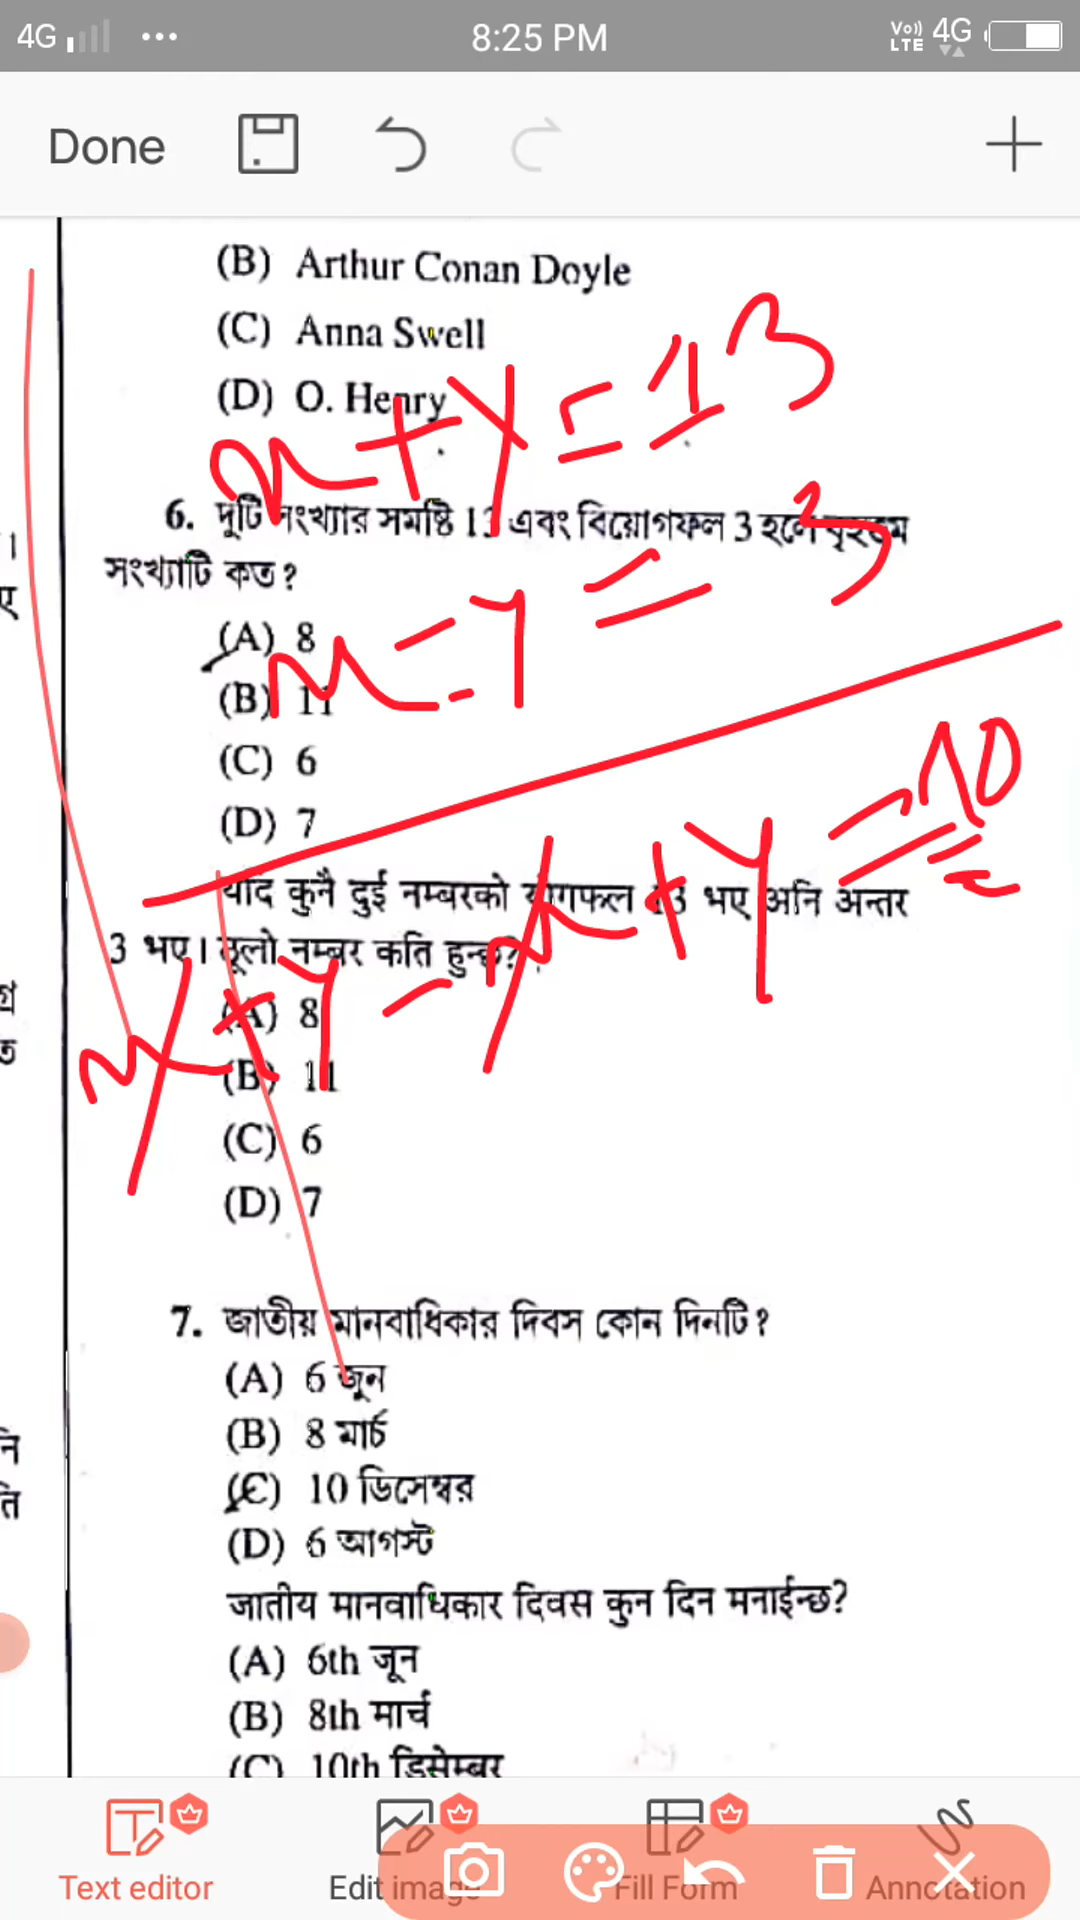 4G ... 8:25 PM Vo)) LTE 4G
Done
(B) Arthur Conan Doyle
(C) Anna Swell
(D) O. Henry
x+y=13
6. দুটি সংখ্যার সমষ্টি 13 এবং বিয়োগফল 3 হলে বৃহত্তম
সংখ্যাটি কত?
x-y=3
(A) 8
(B) 11
(C) 6
(D) 7
=10
यदि कुनै दुई नम्बरको योगफल 13 भए अनि अन्तर
3 भए। ठूलो नम्बर कति हुन्छ?
x+y-x+y
(A) 8
(B) 11
(C) 6
(D) 7
7. জাতীয় মানবাধিকার দিবস কোন দিনটি?
(A) 6 জুন
(B) 8 মার্চ
(C) 10 ডিসেম্বর
(D) 6 আগস্ট
जातीय मानवाधिकार दिवस कुन दिन मनाईन्छ?
(A) 6th जून
(B) 8th मार्च
(C) 10th डिसेम्बर
Text editor Edit image Fill Form Annotation